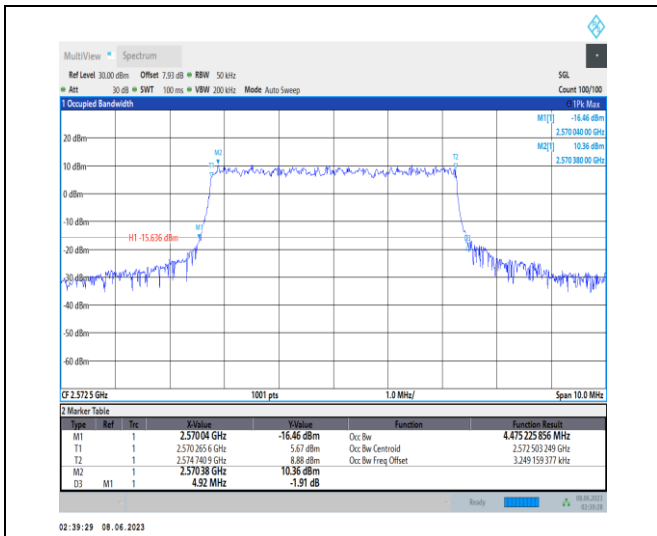 MultiView Spectrum
Ref Level 30.00 dBm Offset 7.93 dB RBW 50 kHz SGL
Att 30 dB SWT 100 ms VBW 200 kHz Mode Auto Sweep Count 100/100
1 Occupied Bandwidth 1Pk Max
M1[1] -16.46 dBm
2.570 040 00 GHz
M2[1] 10.36 dBm
2.570 380 00 GHz
20 dBm
M2
T1
T2
10 dBm
0 dBm
-10 dBm
M1
H1 -15.636 dBm
D3
-20 dBm
-30 dBm
-40 dBm
-50 dBm
-60 dBm
CF 2.572 5 GHz 1001 pts 1.0 MHz/ Span 10.0 MHz
2 Marker Table
Type Ref Trc X-Value Y-Value Function Function Result
M1 1 2.57004 GHz -16.46 dBm Occ Bw 4.475 225 856 MHz
T1 1 2.570 265 6 GHz 5.67 dBm Occ Bw Centroid 2.572 503 249 GHz
T2 1 2.574 740 9 GHz 8.88 dBm Occ Bw Freq Offset 3.249 159 377 kHz
M2 1 2.57038 GHz 10.36 dBm
D3 M1 1 4.92 MHz -1.91 dB
Ready 08.06.2023
02:39:28
02:39:29 08.06.2023